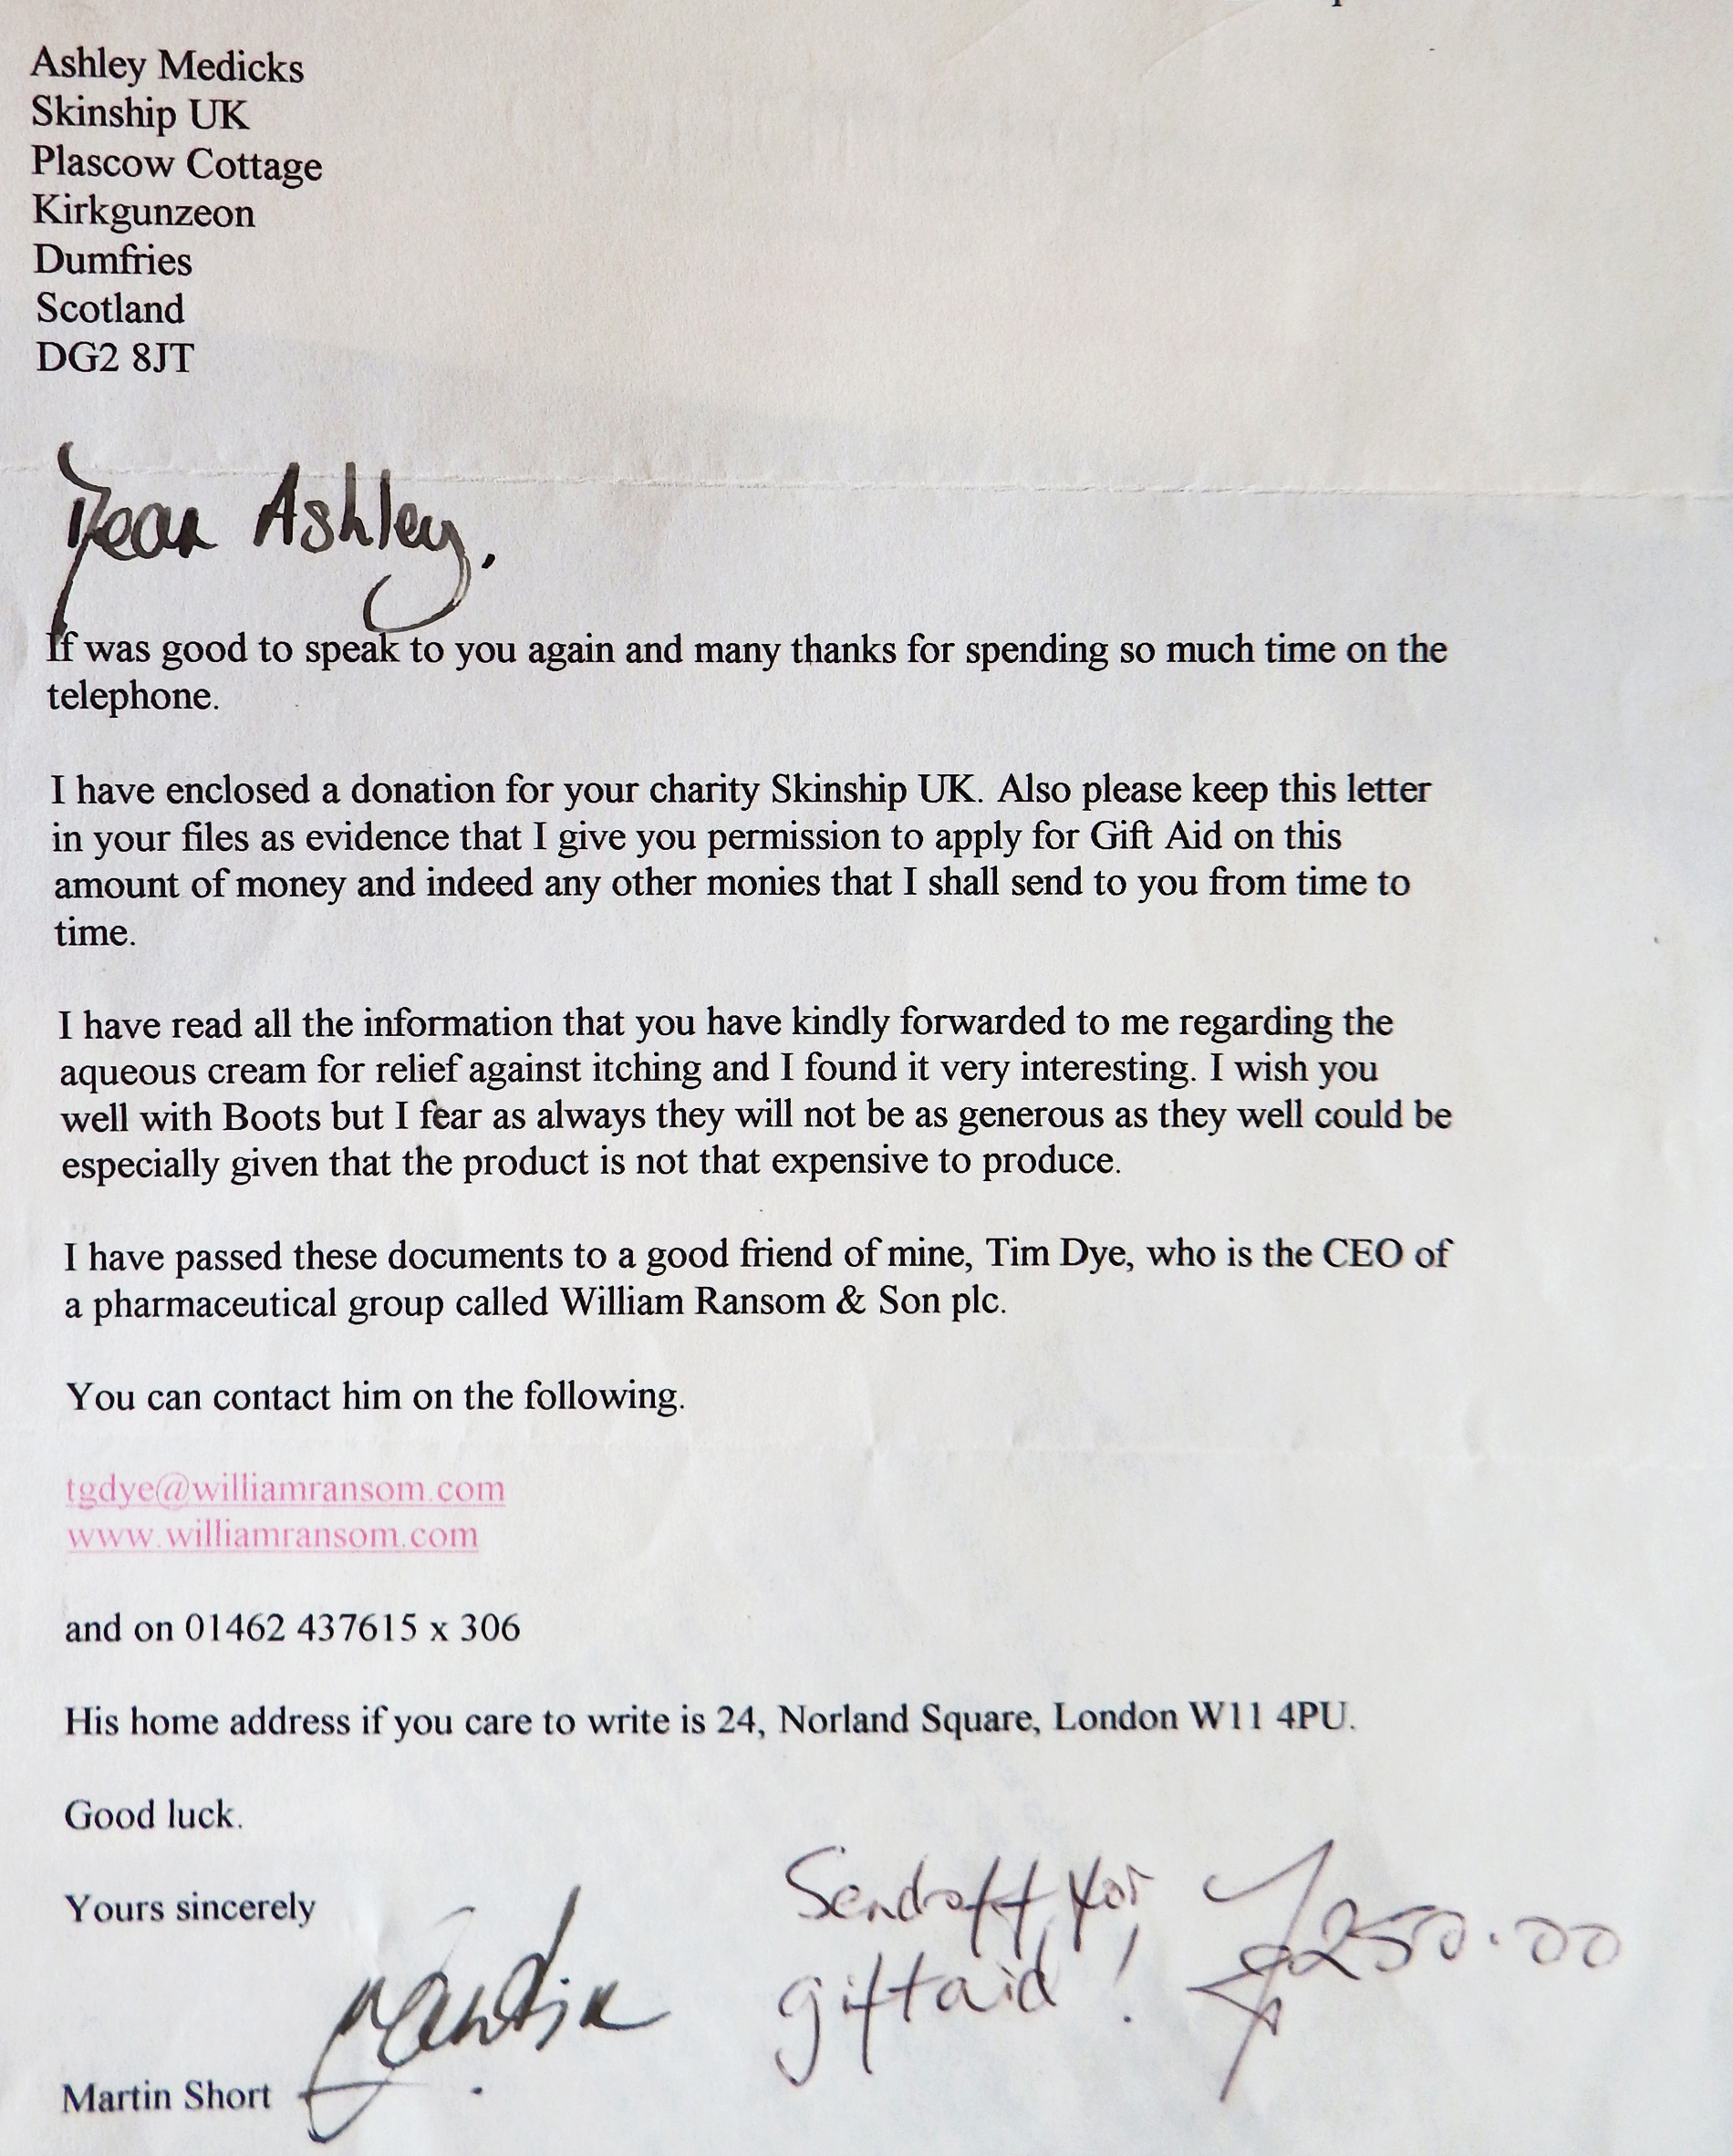 Ashley Medicks
Skinship UK
Plascow Cottage
Kirkgunzeon
Dumfries
Scotland
DG2 8JT
Dear Ashley.
If was good to speak to you again and many thanks for spending so much time on the
telephone.
I have enclosed a donation for your charity Skinship UK. Also please keep this letter
in your files as evidence that I give you permission to apply for Gift Aid on this
amount of money and indeed any other monies that I shall send to you from time to
time.
I have read all the information that you have kindly forwarded to me regarding the
aqueous cream for relief against itching and I found it very interesting. I wish you
well with Boots but I fear as always they will not be as generous as they well could be
especially given that the product is not that expensive to produce.
I have passed these documents to a good friend of mine, Tim Dye, who is the CEO of
a pharmaceutical group called William Ransom & Son plc.
You can contact him on the following.
tgdye@williamransom.com
www.williamransom.com
and on 01462 437615 x 306
His home address if you care to write is 24, Norland Square, London W11 4PU.
Good luck.
Yours sincerely
Martin
Send off for
giftaid! £250.00
Martin Short